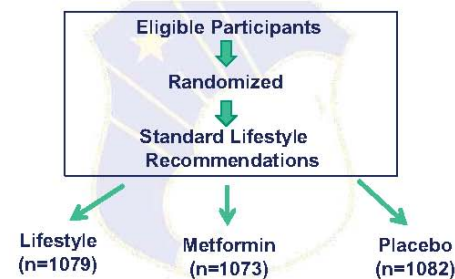 Eligible Participants
Randomized
Standard Lifestyle
Recommendations
Lifestyle
(n=1079)
Metformin
(n=1073)
Placebo
(n=1082)